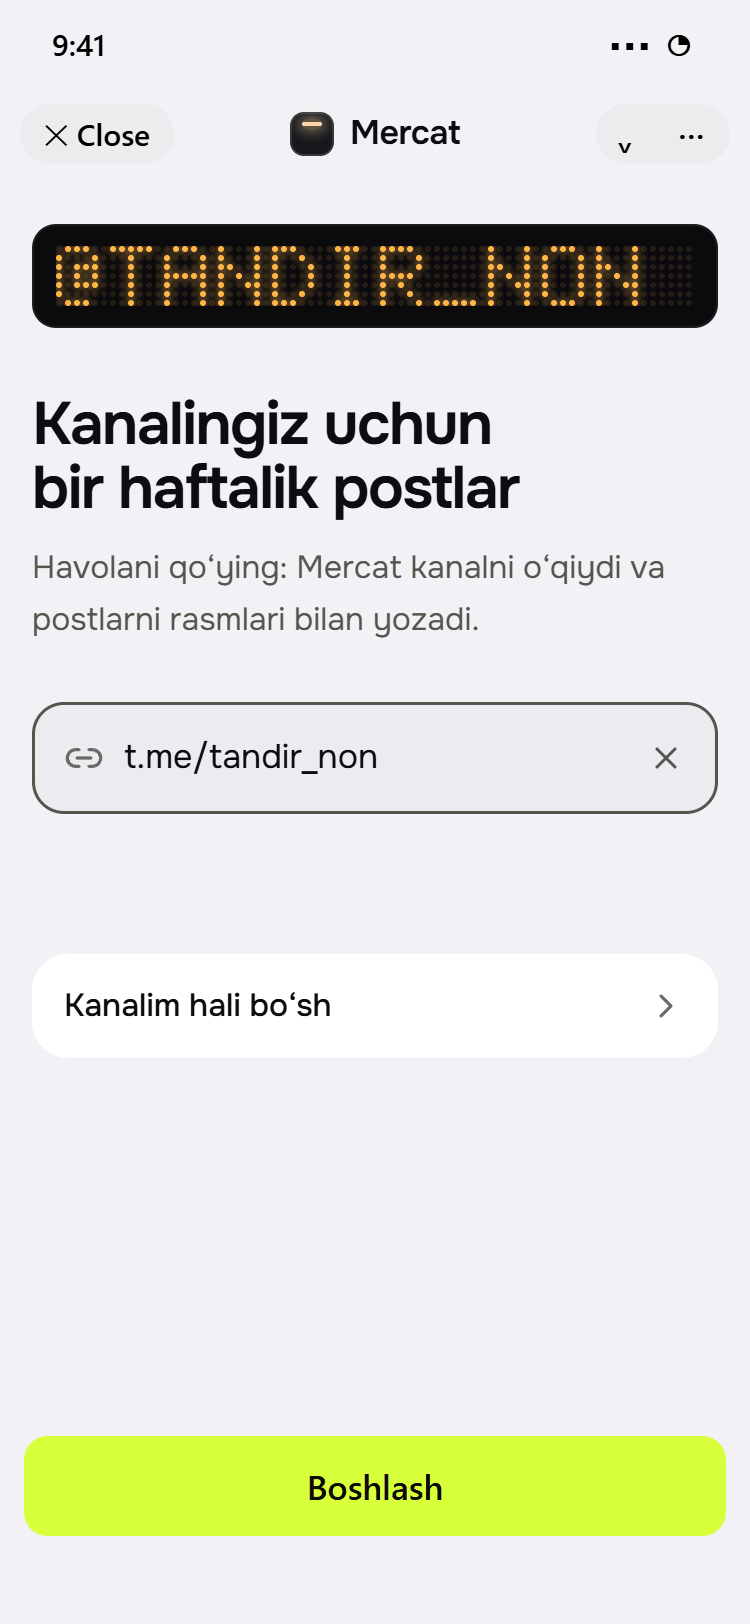 9:41
Close
Mercat
@TANDIR_NON
Kanalingiz uchun
bir haftalik postlar
Havolani qo‘ying: Mercat kanalni o‘qiydi va
postlarni rasmlari bilan yozadi.
t.me/tandir_non
Kanalim hali bo‘sh
Boshlash